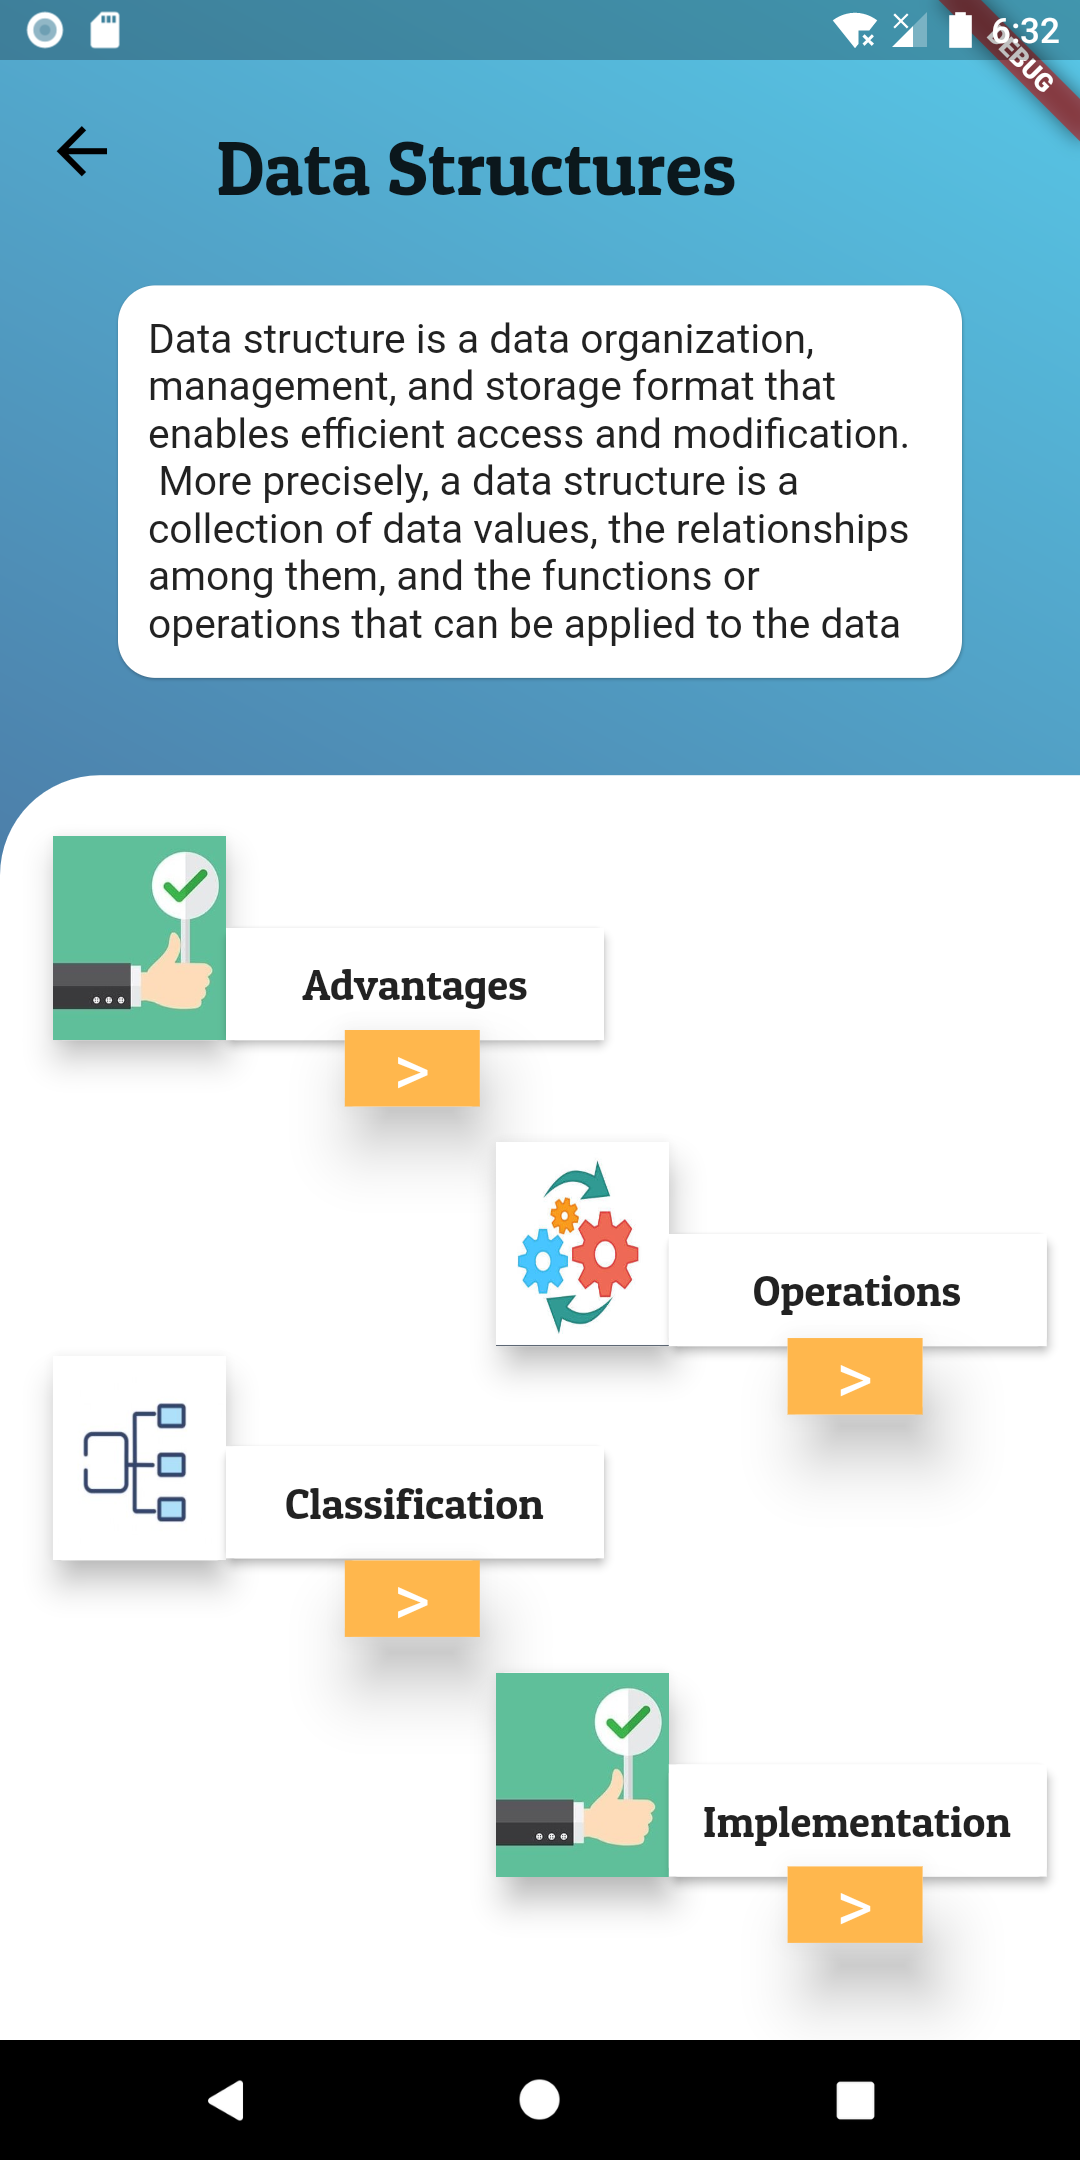 6:32
DEBUG
Data Structures
Data structure is a data organization,
management, and storage format that
enables efficient access and modification.
More precisely, a data structure is a
collection of data values, the relationships
among them, and the functions or
operations that can be applied to the data
Advantages
>
Operations
>
Classification
>
Implementation
>